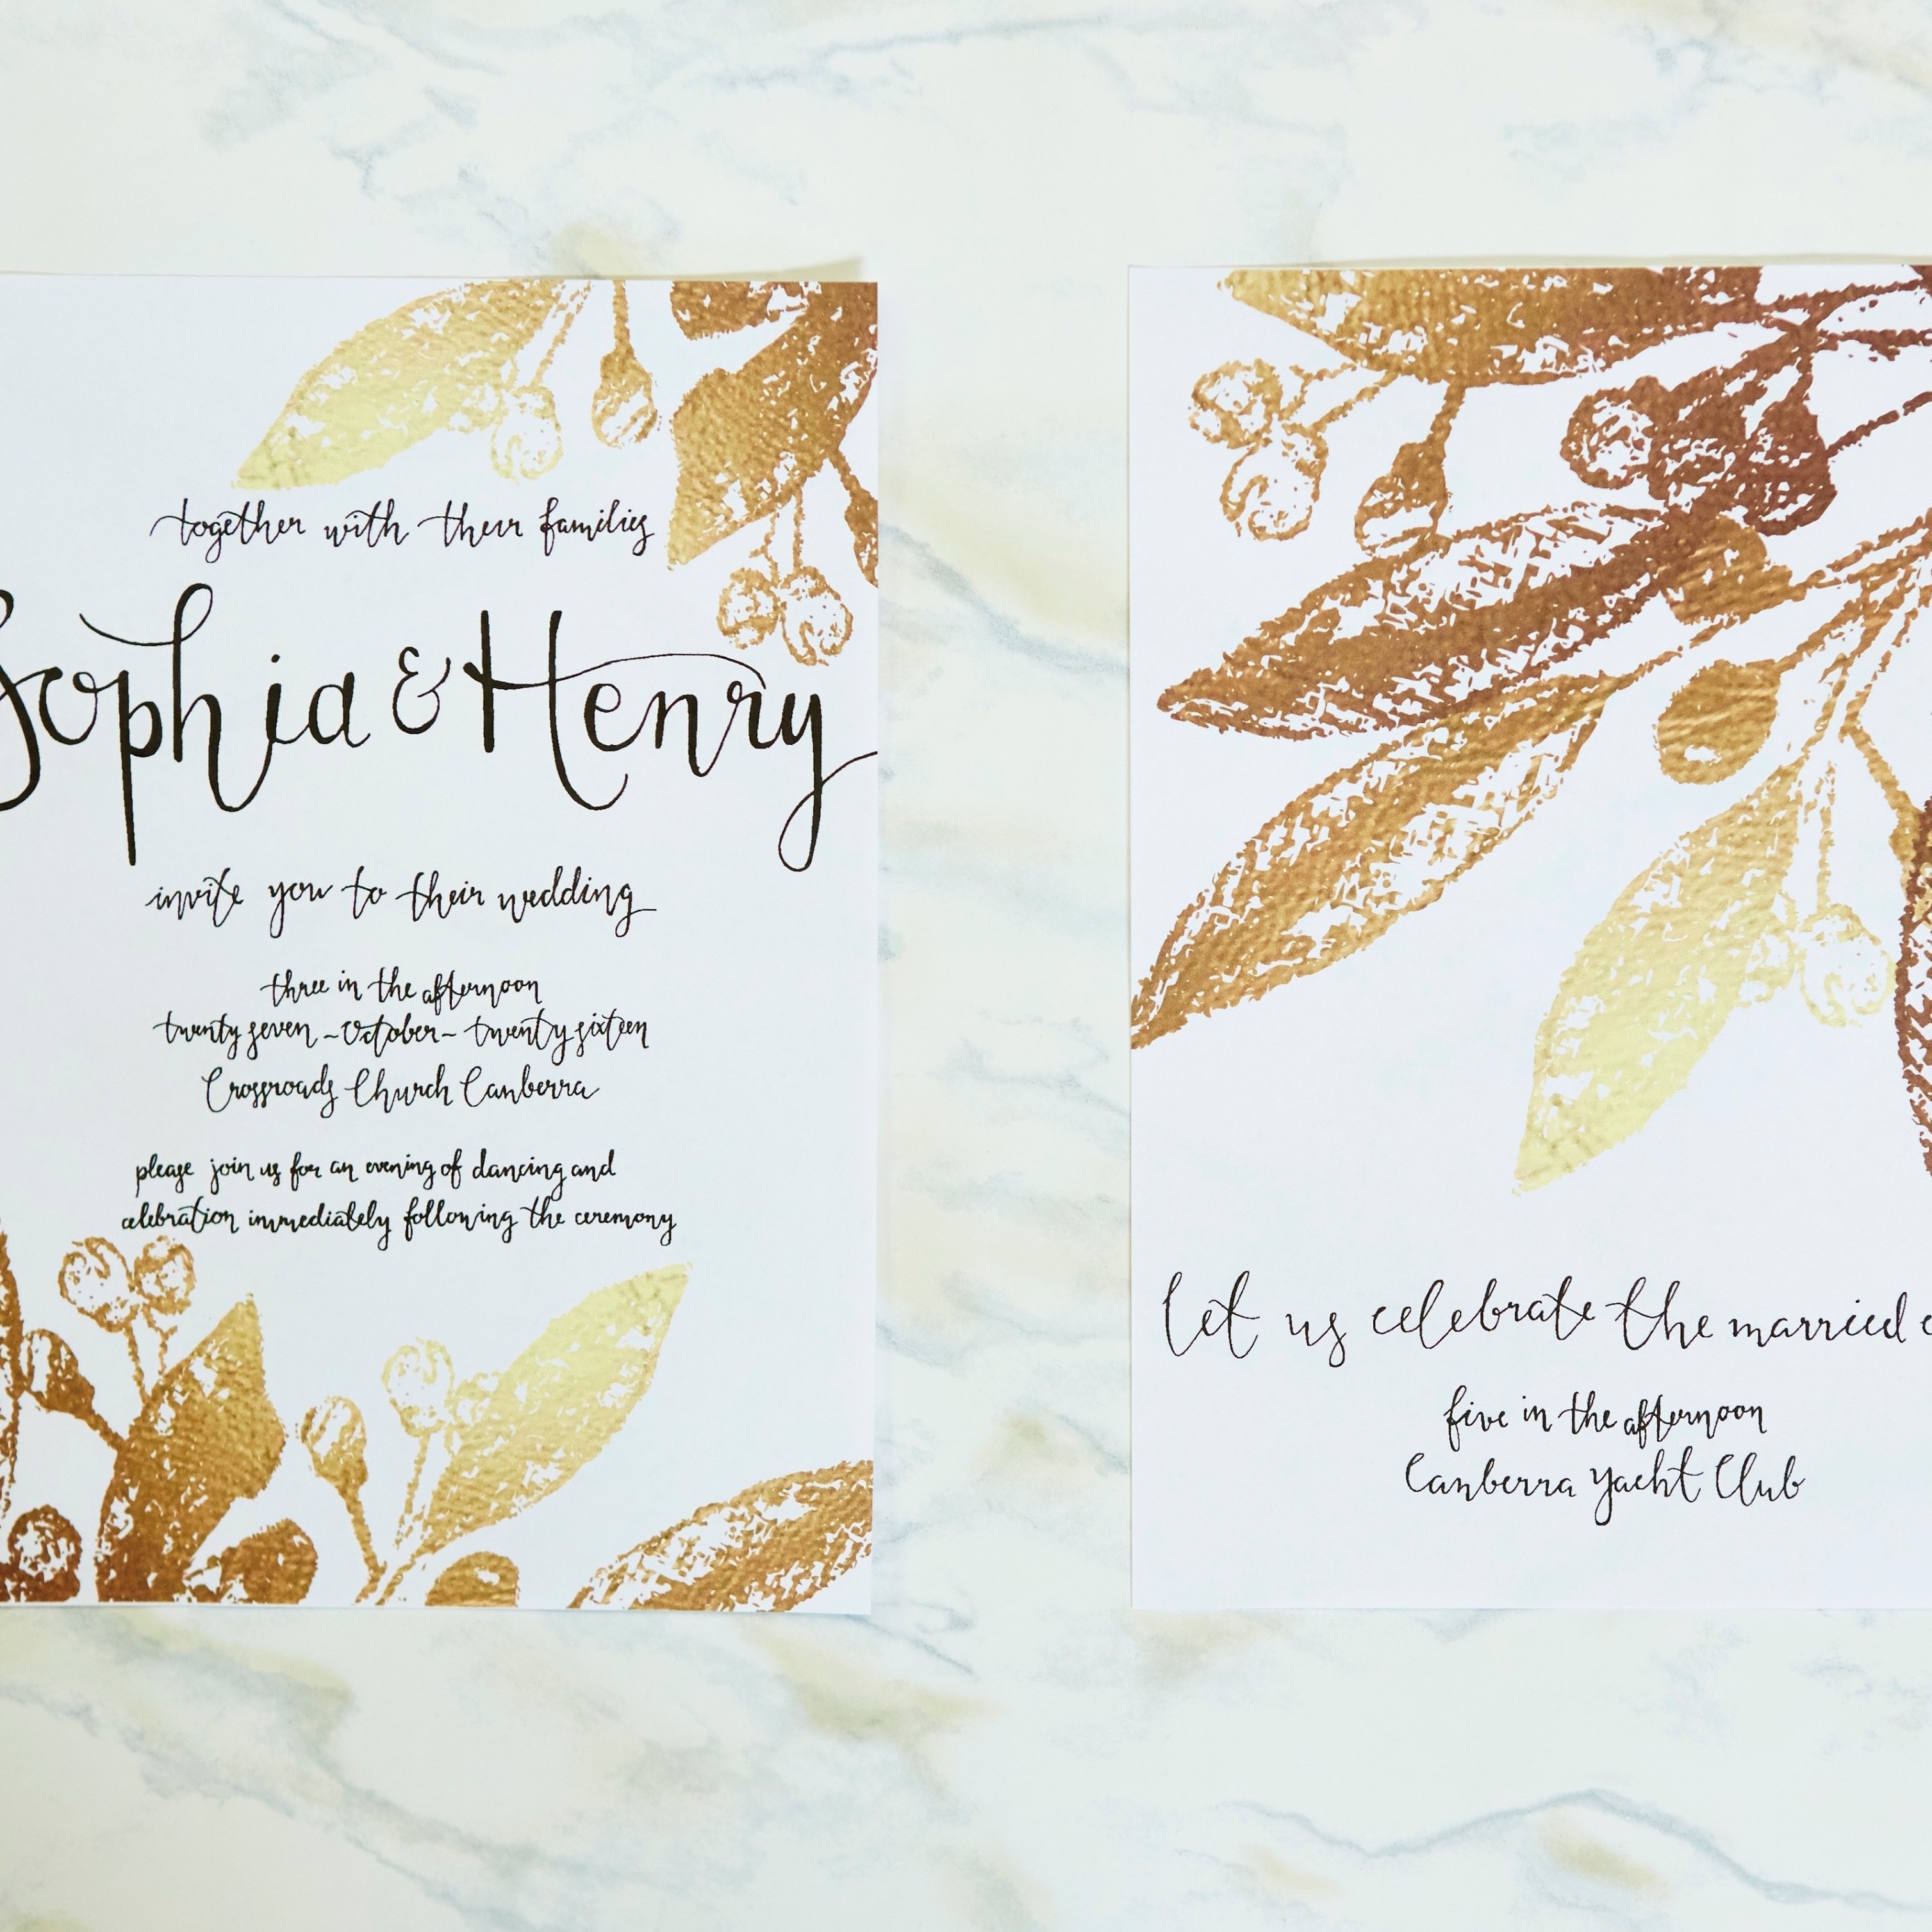 together with their families
Sophia & Henry
invite you to their wedding
three in the afternoon
twenty seven ~ October ~ twenty sixteen
Crossroads Church Canberra
please join us for an evening of dancing and
celebration immediately following the ceremony
let us celebrate the married
five in the afternoon
Canberra Yacht Club